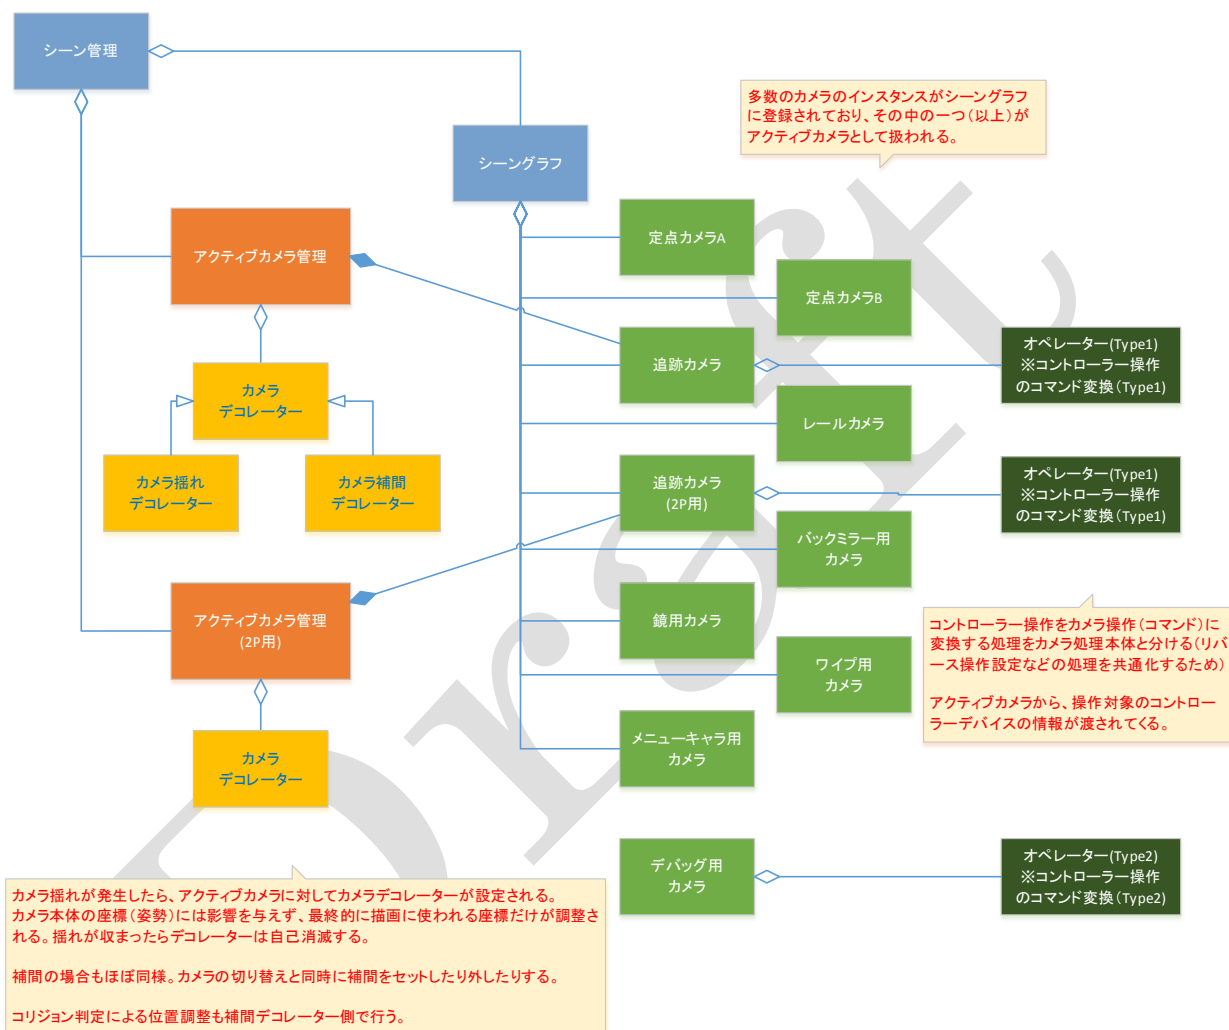 シーン管理
多数のカメラのインスタンスがシーングラフ
に登録されており、その中の一つ（以上）が
アクティブカメラとして扱われる。
シーングラフ
定点カメラA
アクティブカメラ管理
定点カメラB
追跡カメラ
オペレーター(Type1)
※コントローラー操作
のコマンド変換（Type1)
カメラ
デコレーター
レールカメラ
カメラ揺れ
デコレーター
カメラ補間
デコレーター
追跡カメラ
(2P用)
オペレーター(Type1)
※コントローラー操作
のコマンド変換（Type1)
バックミラー用
カメラ
アクティブカメラ管理
(2P用)
鏡用カメラ
コントローラー操作をカメラ操作（コマンド）に
変換する処理をカメラ処理本体と分ける（リバ
ース操作設定などの処理を共通化するため）
アクティブカメラから、操作対象のコントロー
ラーデバイスの情報が渡されてくる。
ワイプ用
カメラ
メニューキャラ用
カメラ
カメラ
デコレーター
デバッグ用
カメラ
オペレーター(Type2)
※コントローラー操作
のコマンド変換（Type2)
カメラ揺れが発生したら、アクティブカメラに対してカメラデコレーターが設定される。
カメラ本体の座標（姿勢）には影響を与えず、最終的に描画に使われる座標だけが調整さ
れる。揺れが収まったらデコレーターは自己消滅する。
補間の場合もほぼ同様。カメラの切り替えと同時に補間をセットしたり外したりする。
コリジョン判定による位置調整も補間デコレーター側で行う。
Draft